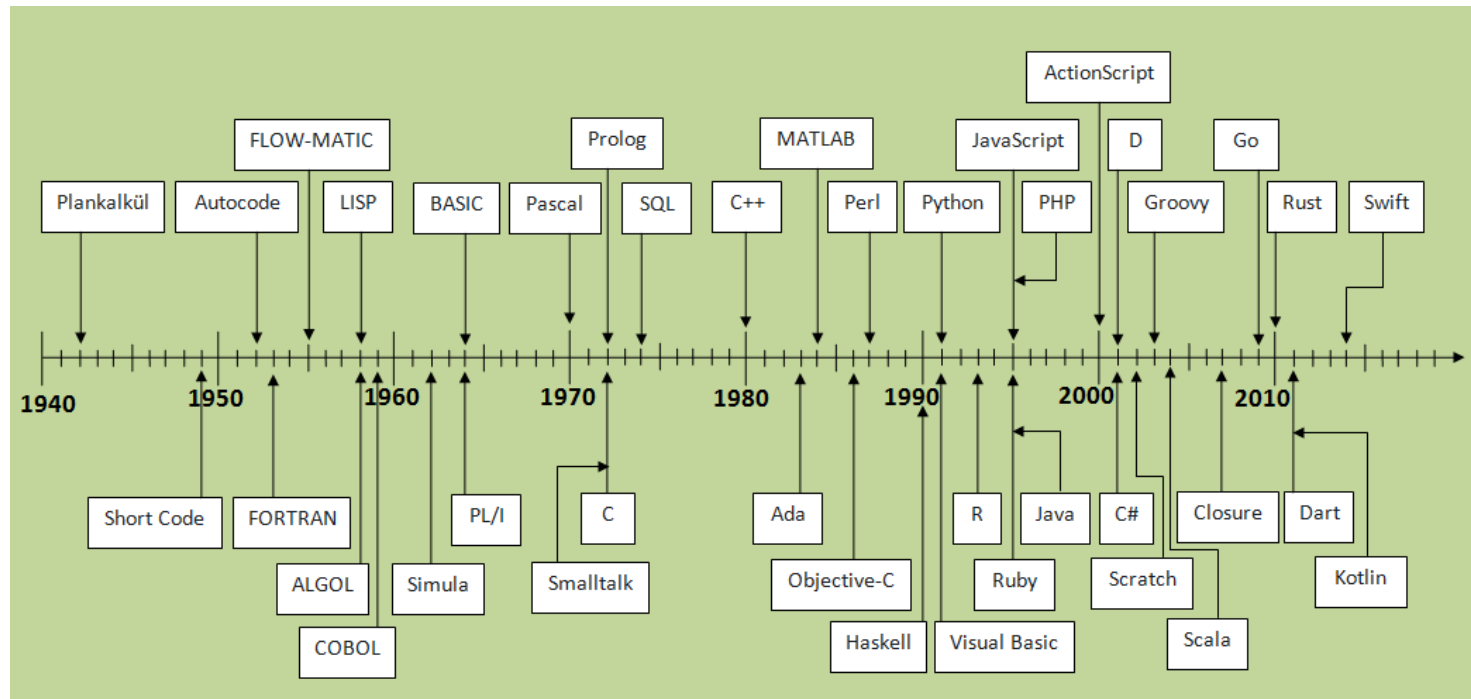 ActionScript
FLOW-MATIC
Prolog
MATLAB
JavaScript
D
Go
Plankalkül
Autocode
LISP
BASIC
Pascal
SQL
C++
Perl
Python
PHP
Groovy
Rust
Swift
1940
1950
1960
1970
1980
1990
2000
2010
Short Code
FORTRAN
PL/I
C
Ada
R
Java
C#
Closure
Dart
ALGOL
Simula
Smalltalk
Objective-C
Ruby
Scratch
Kotlin
COBOL
Haskell
Visual Basic
Scala